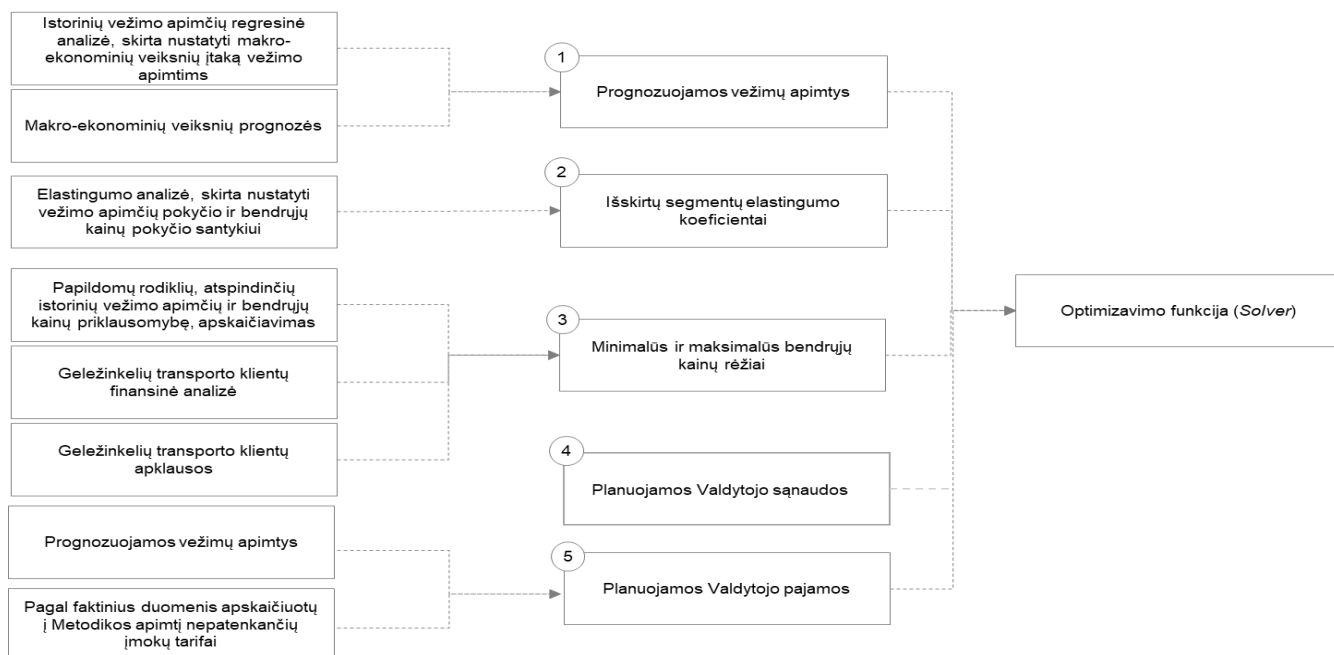 Istorinių vežimo apimčių regresinė
analizė, skirta nustatyti makro-
ekonominių veiksnių įtaką vežimo
apimtims
Makro-ekonominių veiksnių prognozės
Elastingumo analizė, skirta nustatyti
vežimo apimčių pokyčio ir bendrųjų
kainų pokyčio santykiui
Papildomų rodiklių, atspindinčių
istorinių vežimo apimčių ir bendrųjų
kainų priklausomybę, apskaičiavimas
Geležinkelių transporto klientų
finansinė analizė
Geležinkelių transporto klientų
apklausos
Prognozuojamos vežimų apimtys
Pagal faktinius duomenis apskaičiuotų
į Metodikos apimtį nepatenkančių
įmokų tarifai
1
Prognozuojamos vežimų apimtys
2
Išskirtų segmentų elastingumo
koeficientai
3
Minimalūs ir maksimalūs bendrųjų
kainų rėžiai
4
Planuojamos Valdytojo sąnaudos
5
Planuojamos Valdytojo pajamos
Optimizavimo funkcija (Solver)